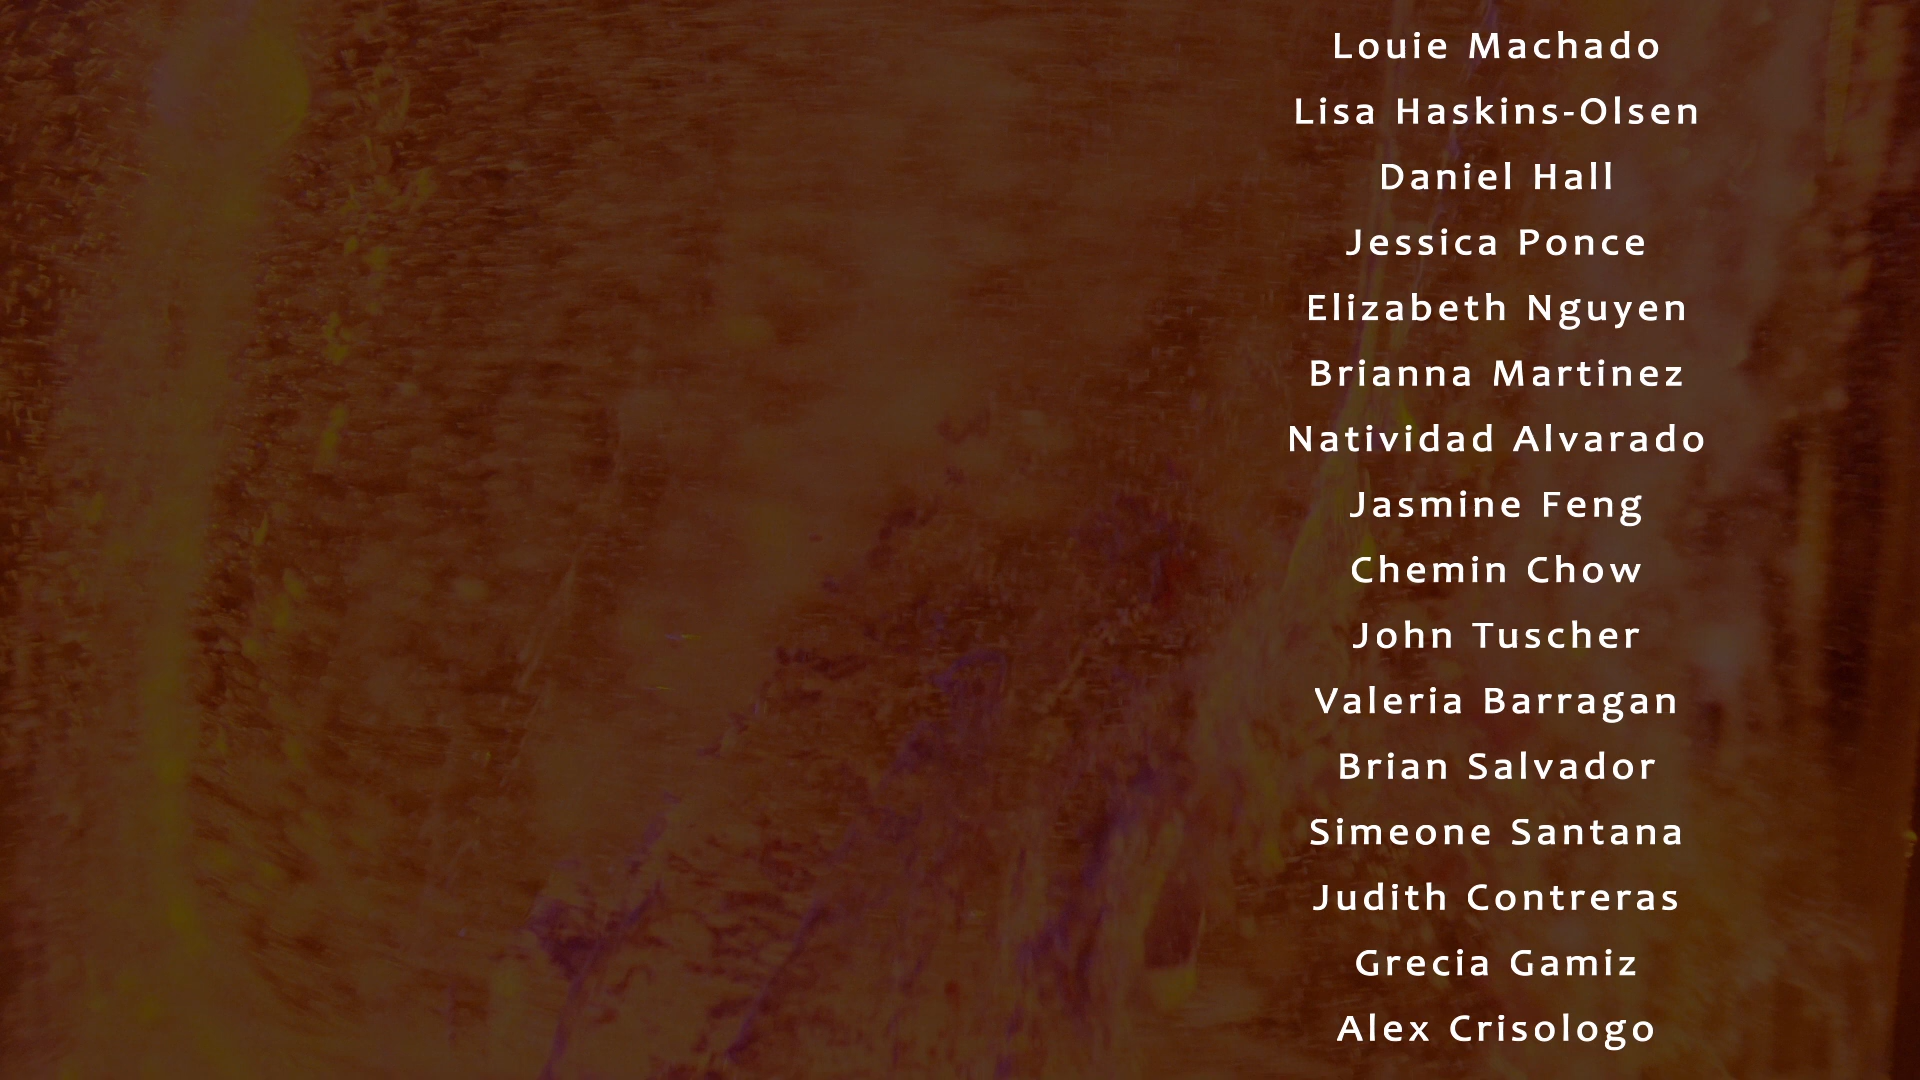 Louie Machado
Lisa Haskins-Olsen
Daniel Hall
Jessica Ponce
Elizabeth Nguyen
Brianna Martinez
Natividad Alvarado
Jasmine Feng
Chemin Chow
John Tuscher
Valeria Barragan
Brian Salvador
Simeone Santana
Judith Contreras
Grecia Gamiz
Alex Crisologo